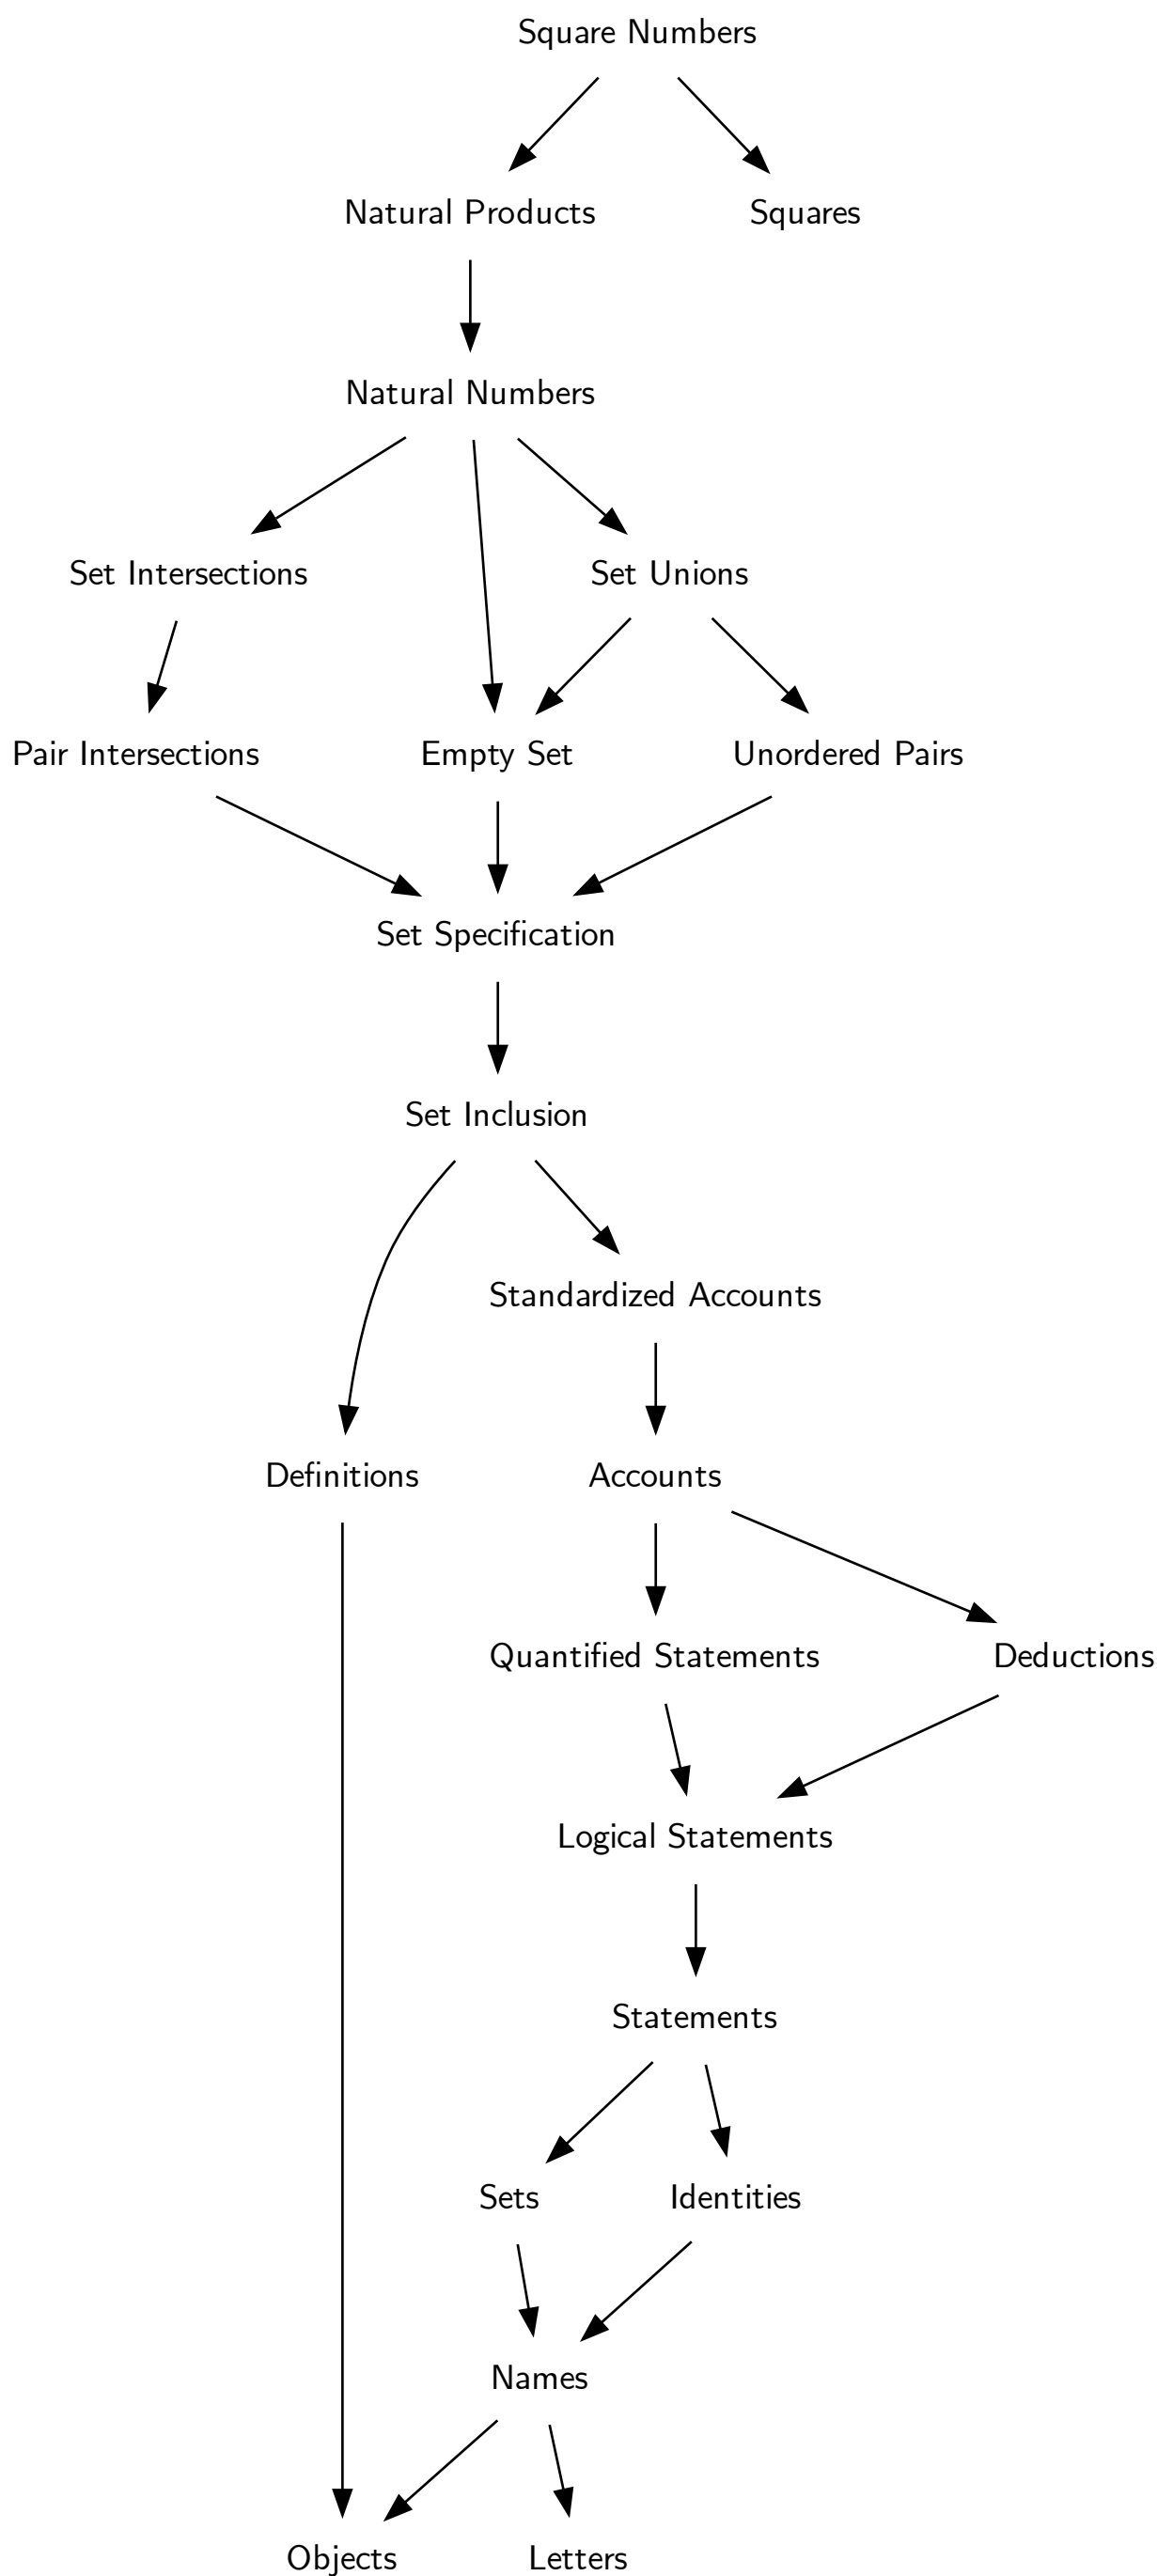 Square Numbers
Natural Products
Squares
Natural Numbers
Set Intersections
Set Unions
Pair Intersections
Empty Set
Unordered Pairs
Set Specification
Set Inclusion
Standardized Accounts
Definitions
Accounts
Quantified Statements
Deductions
Logical Statements
Statements
Sets
Identities
Names
Objects
Letters